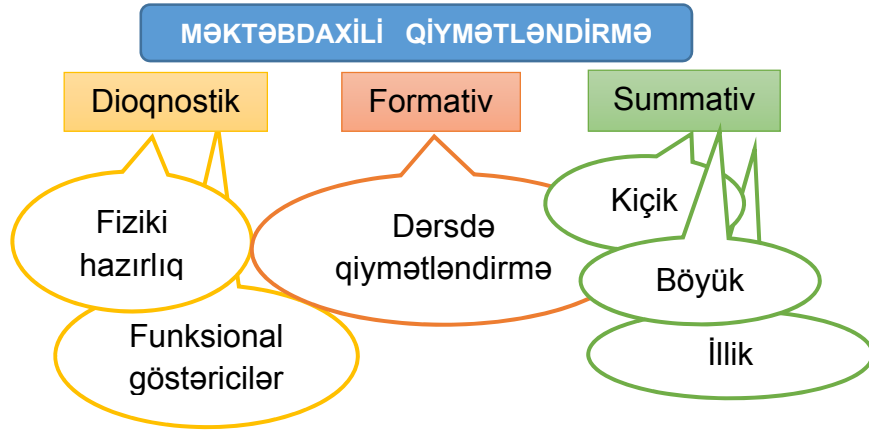 MƏKTƏBDAXİLİ QİYMƏTLƏNDİRMƏ
Dioqnostik
Formativ
Summativ
Fiziki
hazırlıq
Funksional
göstəricilər
Dərsdə
qiymətləndirmə
Kiçik
Böyük
İllik